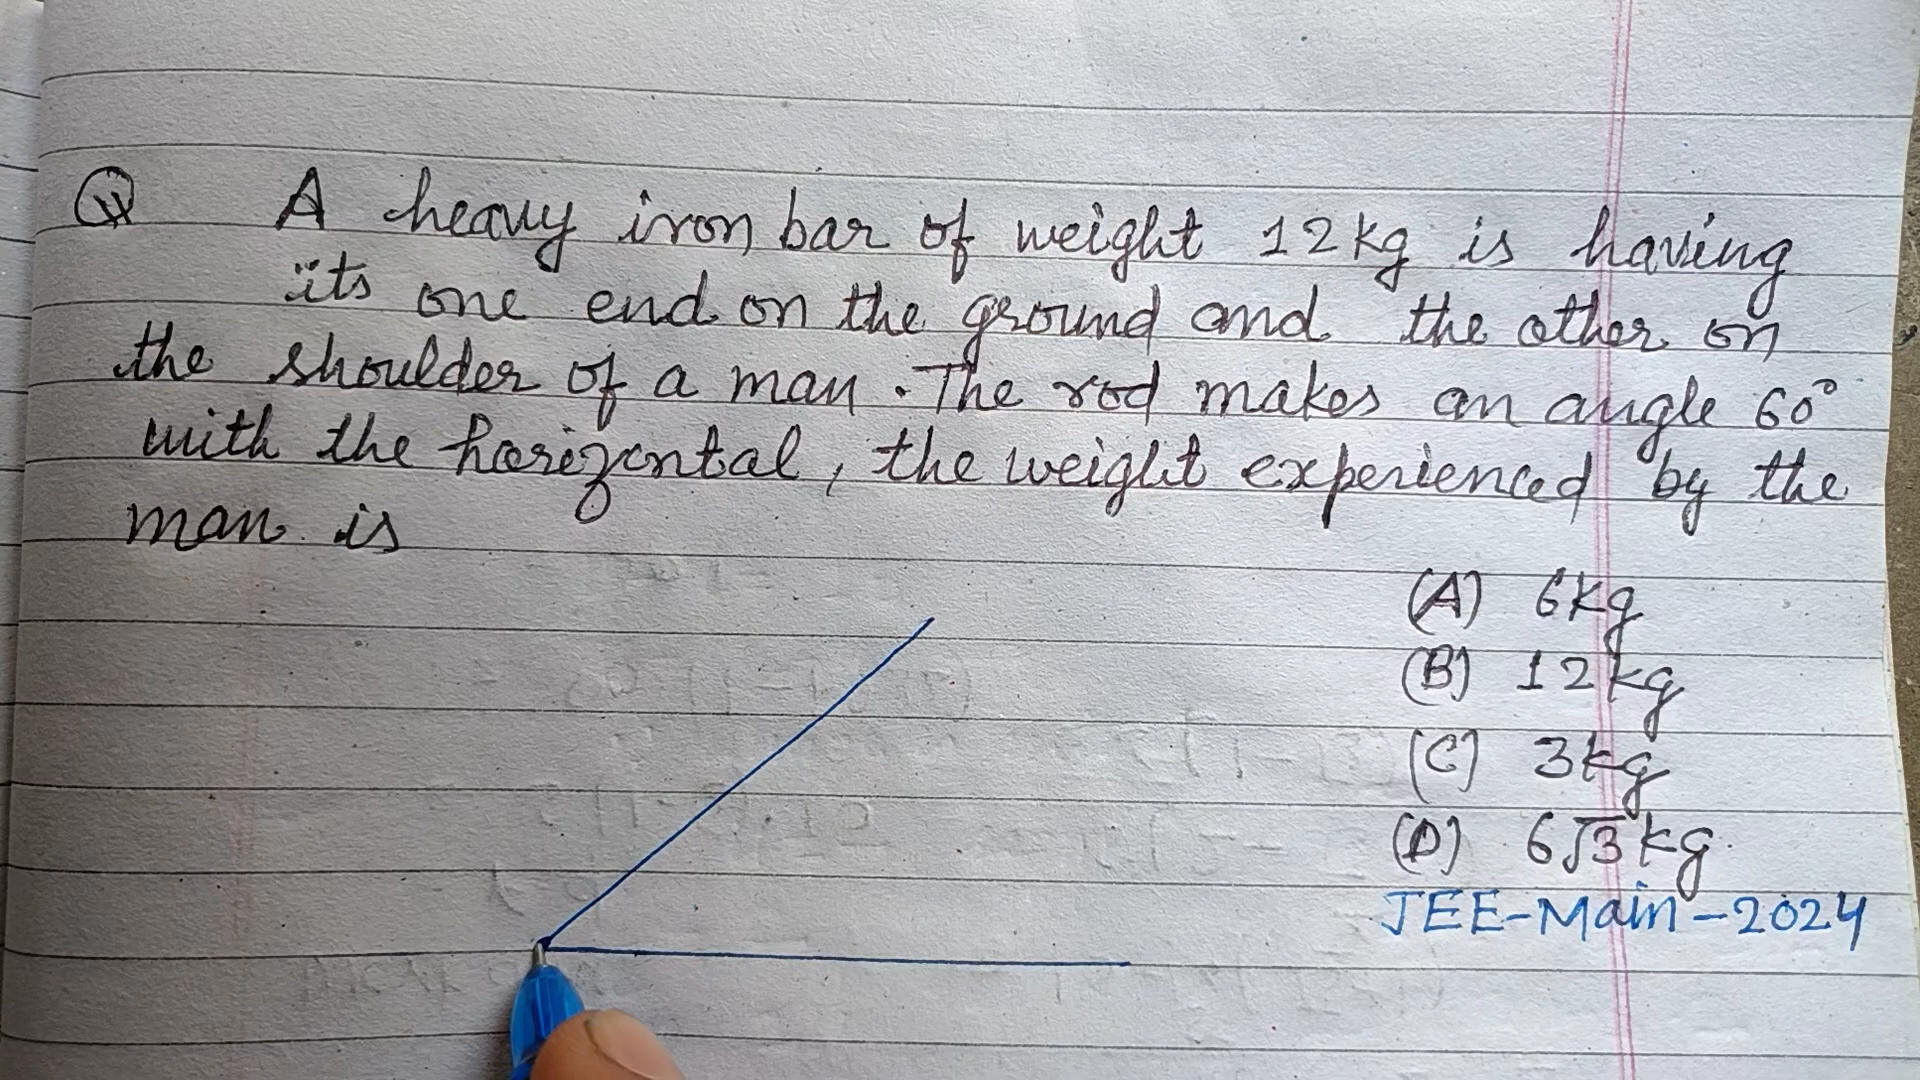 Q A heavy iron bar of weight 12kg is having
its one end on the ground and the other on
the shoulder of a man. The rod makes an angle 60°
with the horizontal, the weight experienced by the
man is
(A) 6kg
(B) 12kg
(C) 3kg
(D) 6√3 kg.
JEE-Main-2024